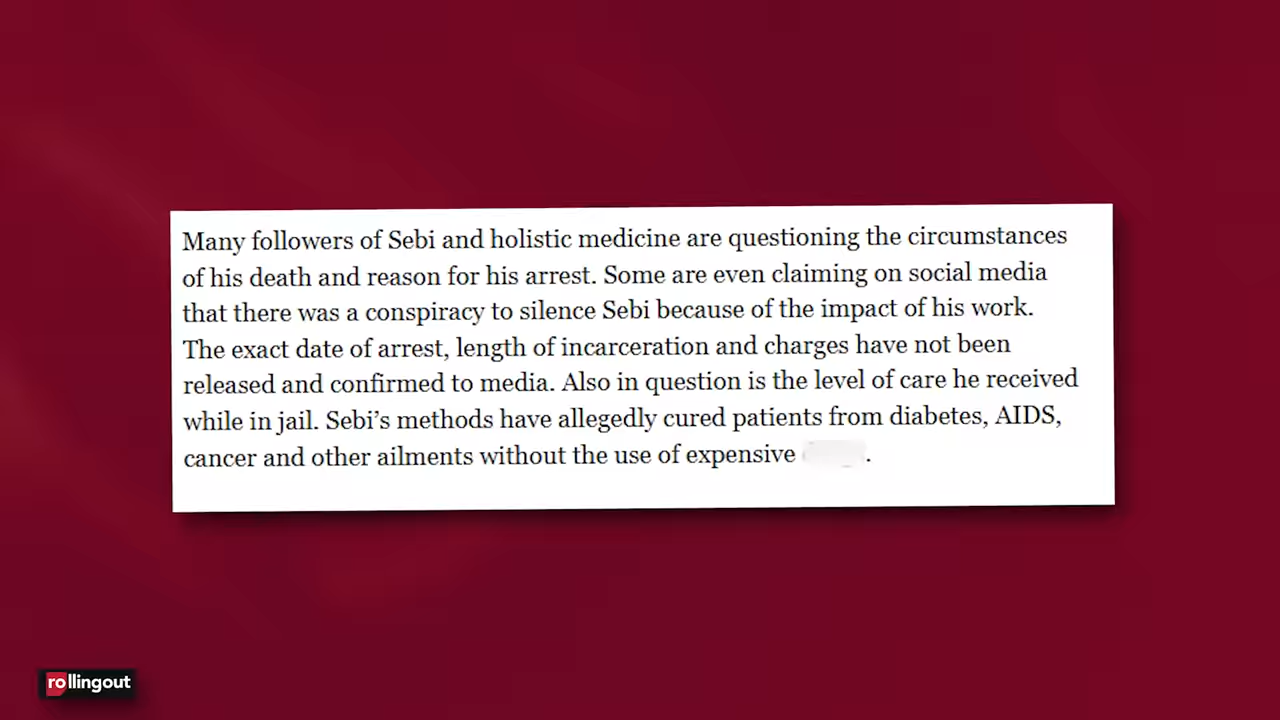 Many followers of Sebi and holistic medicine are questioning the circumstances
of his death and reason for his arrest. Some are even claiming on social media
that there was a conspiracy to silence Sebi because of the impact of his work.
The exact date of arrest, length of incarceration and charges have not been
released and confirmed to media. Also in question is the level of care he received
while in jail. Sebi’s methods have allegedly cured patients from diabetes, AIDS,
cancer and other ailments without the use of expensive .
rollingout